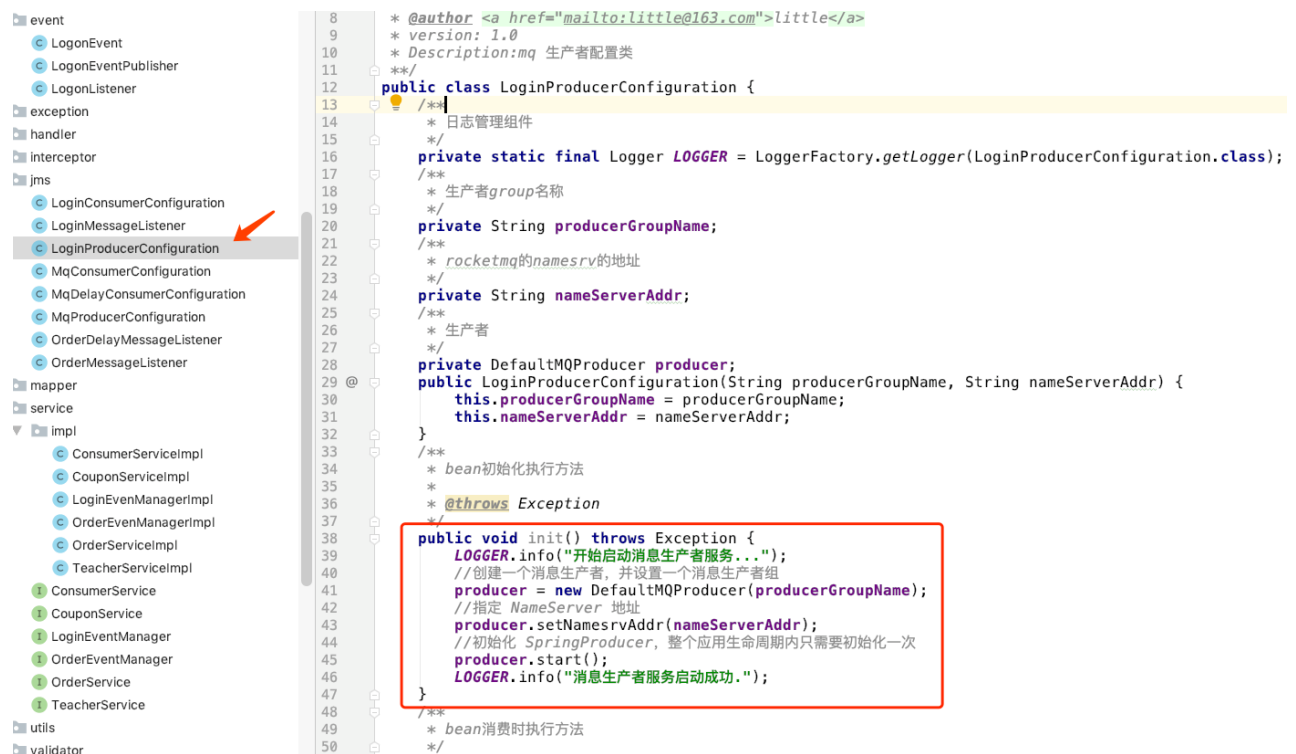 event
LogonEvent
LogonEventPublisher
LogonListener
exception
handler
interceptor
jms
LoginConsumerConfiguration
LoginMessageListener
LoginProducerConfiguration
MqConsumerConfiguration
MqDelayConsumerConfiguration
MqProducerConfiguration
OrderDelayMessageListener
OrderMessageListener
mapper
service
impl
ConsumerServiceImpl
CouponServiceImpl
LoginEvenManagerImpl
OrderEvenManagerImpl
OrderServiceImpl
TeacherServiceImpl
ConsumerService
CouponService
LoginEventManager
OrderEventManager
OrderService
TeacherService
utils
validator
8 * @author <a href="mailto:little@163.com">little</a>
9 * version: 1.0
10 * Description:mq 生产者配置类
11 **/
12 public class LoginProducerConfiguration {
13 /**
14 * 日志管理组件
15 */
16 private static final Logger LOGGER = LoggerFactory.getLogger(LoginProducerConfiguration.class);
17 /**
18 * 生产者group名称
19 */
20 private String producerGroupName;
21 /**
22 * rocketmq的namesrv的地址
23 */
24 private String nameServerAddr;
25 /**
26 * 生产者
27 */
28 private DefaultMQProducer producer;
29 @ public LoginProducerConfiguration(String producerGroupName, String nameServerAddr) {
30 this.producerGroupName = producerGroupName;
31 this.nameServerAddr = nameServerAddr;
32 }
33 /**
34 * bean初始化执行方法
35 *
36 * @throws Exception
37 */
38 public void init() throws Exception {
39 LOGGER.info("开始启动消息生产者服务...");
40 //创建一个消息生产者，并设置一个消息生产者组
41 producer = new DefaultMQProducer(producerGroupName);
42 //指定 NameServer 地址
43 producer.setNamesrvAddr(nameServerAddr);
44 //初始化 SpringProducer，整个应用生命周期内只需要初始化一次
45 producer.start();
46 LOGGER.info("消息生产者服务启动成功.");
47 }
48 /**
49 * bean消费时执行方法
50 */